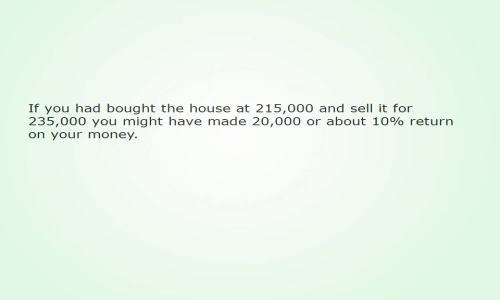 If you had bought the house at 215,000 and sell it for
235,000 you might have made 20,000 or about 10% return
on your money.